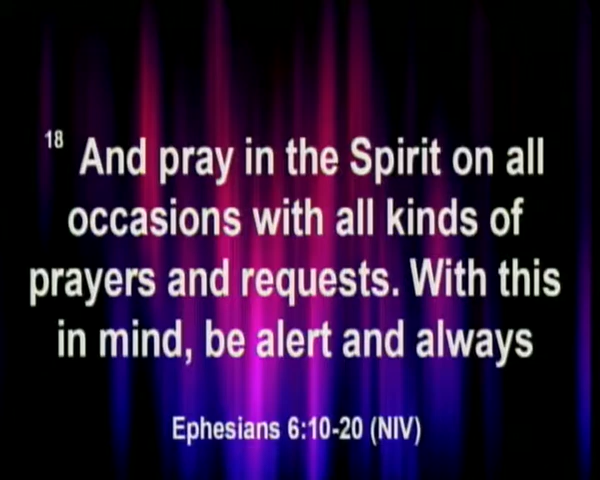 18 And pray in the Spirit on all
occasions with all kinds of
prayers and requests. With this
in mind, be alert and always
Ephesians 6:10-20 (NIV)